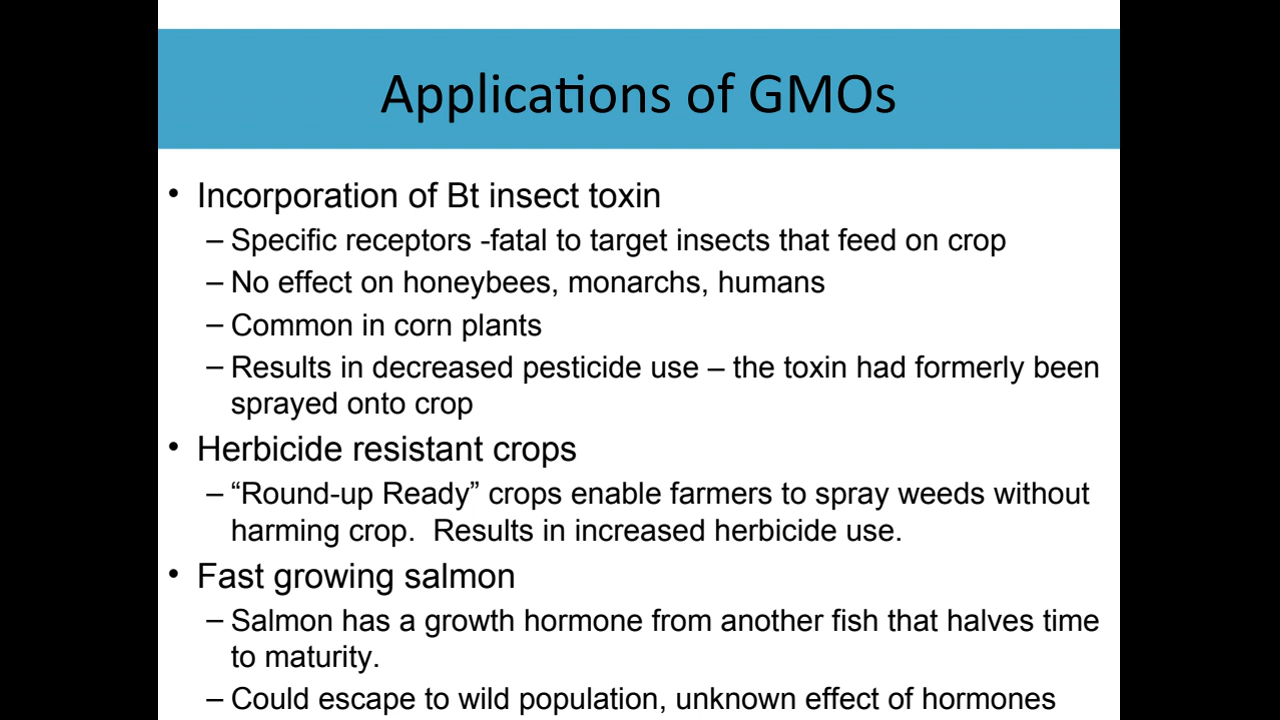 Applications of GMOs
• Incorporation of Bt insect toxin
– Specific receptors -fatal to target insects that feed on crop
– No effect on honeybees, monarchs, humans
– Common in corn plants
– Results in decreased pesticide use – the toxin had formerly been
sprayed onto crop
• Herbicide resistant crops
– “Round-up Ready” crops enable farmers to spray weeds without
harming crop.  Results in increased herbicide use.
• Fast growing salmon
– Salmon has a growth hormone from another fish that halves time
to maturity.
– Could escape to wild population, unknown effect of hormones